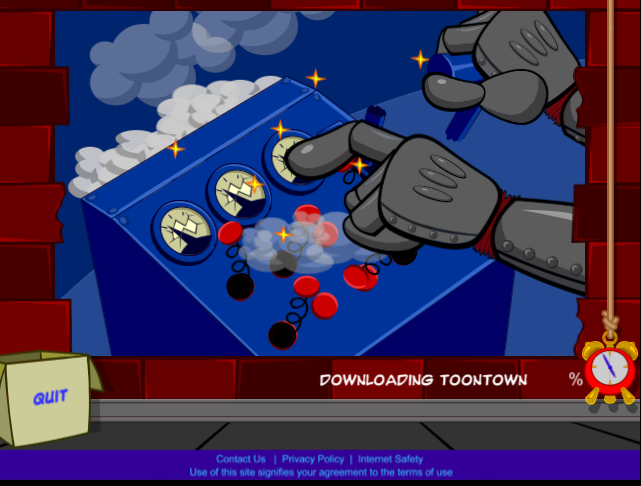 DOWNLOADING TOONTOWN %
QUIT
Contact Us | Privacy Policy | Internet Safety
Use of this site signifies your agreement to the terms of use